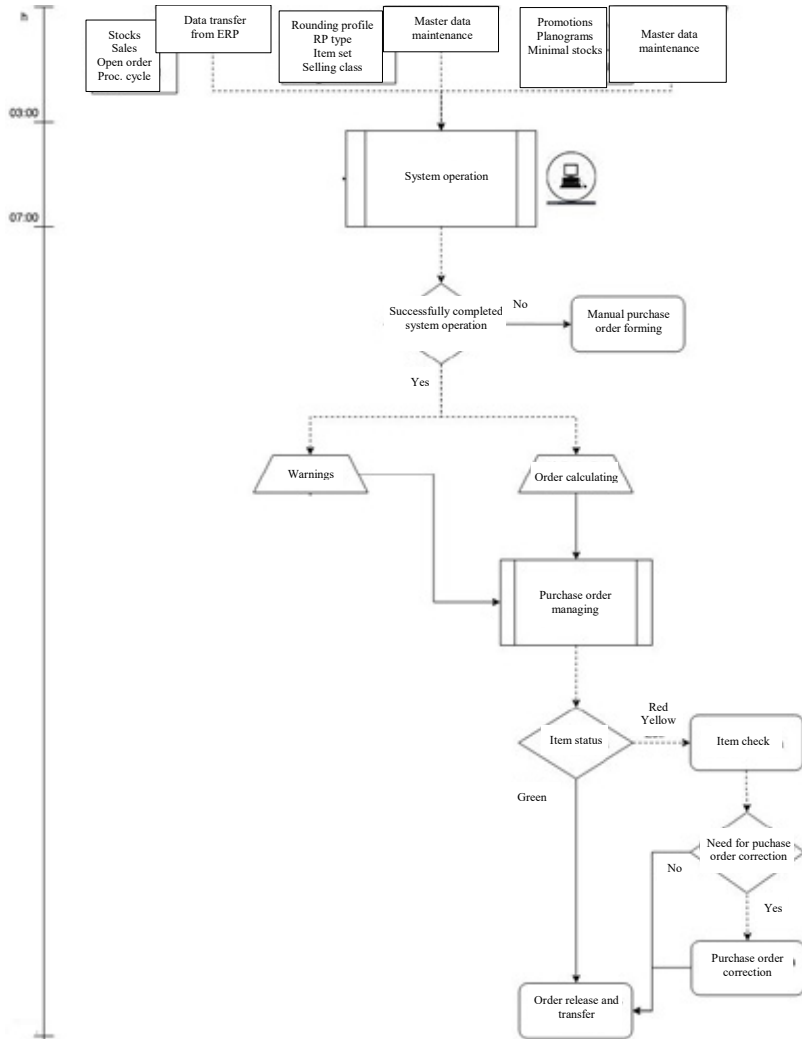 h
Stocks
Sales
Open order
Proc. cycle
Data transfer
from ERP
Rounding profile
RP type
Item set
Selling class
Master data
maintenance
Promotions
Planograms
Minimal stocks
Master data
maintenance
03:00
System operation
07:00
Successfully completed
system operation
No
Manual purchase
order forming
Yes
Warnings
Order calculating
Purchase order
managing
Item status
Red
Yellow
Item check
Green
Need for puchase
order correction
No
Yes
Purchase order
correction
Order release and
transfer